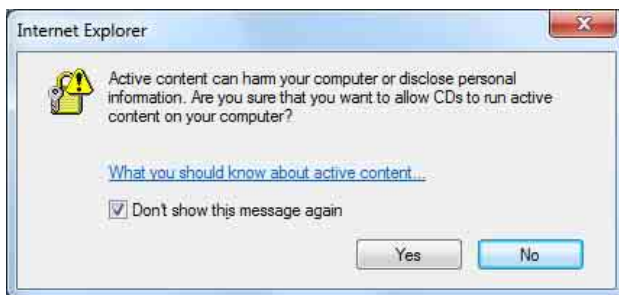 Internet Explorer
Active content can harm your computer or disclose personal
information. Are you sure that you want to allow CDs to run active
content on your computer?
What you should know about active content...
Don't show this message again
Yes No